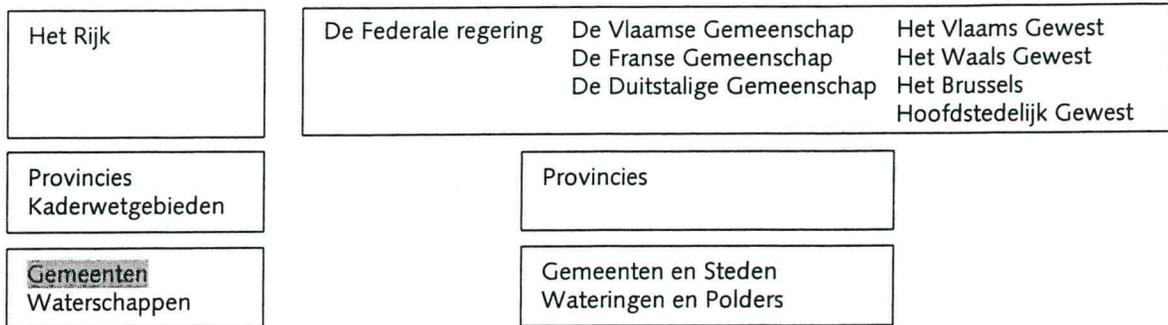 Het Rijk
De Federale regering
De Vlaamse Gemeenschap
De Franse Gemeenschap
De Duitstalige Gemeenschap
Het Vlaams Gewest
Het Waals Gewest
Het Brussels
Hoofdstedelijk Gewest
Provincies
Kaderwetgebieden
Provincies
Gemeenten
Waterschappen
Gemeenten en Steden
Wateringen en Polders